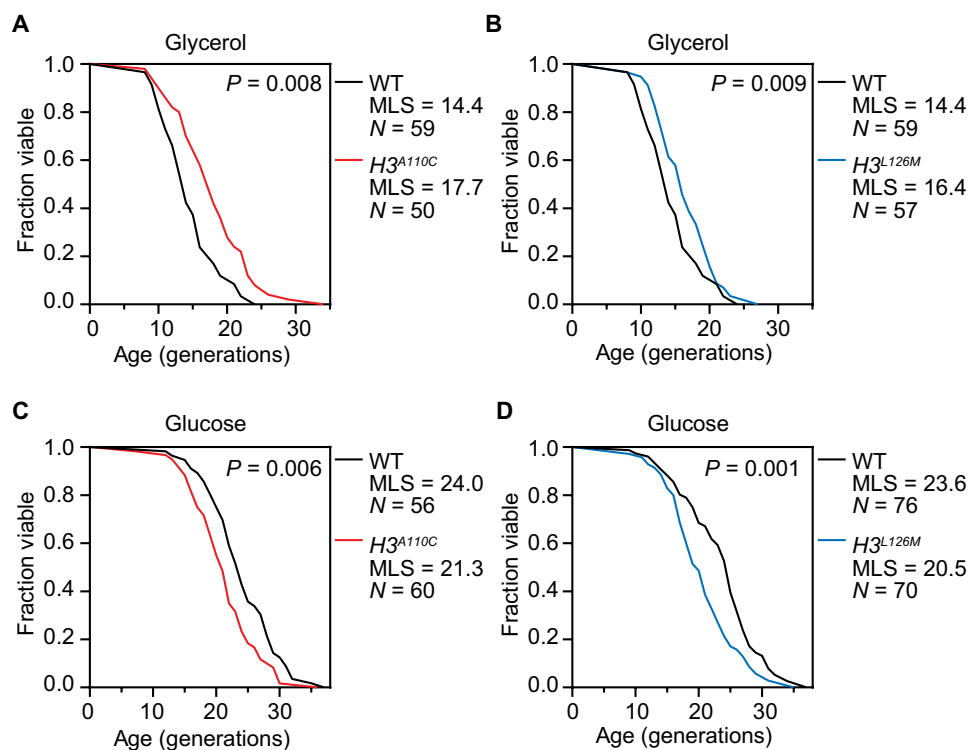 A
Glycerol
1.0
0.8
0.6
0.4
0.2
0.0
Fraction viable
P = 0.008
0
10
20
30
Age (generations)
WT
MLS = 14.4
N = 59
H3A110C
MLS = 17.7
N = 50
B
Glycerol
1.0
0.8
0.6
0.4
0.2
0.0
Fraction viable
P = 0.009
0
10
20
30
Age (generations)
WT
MLS = 14.4
N = 59
H3L126M
MLS = 16.4
N = 57
C
Glucose
1.0
0.8
0.6
0.4
0.2
0.0
Fraction viable
P = 0.006
0
10
20
30
Age (generations)
WT
MLS = 24.0
N = 56
H3A110C
MLS = 21.3
N = 60
D
Glucose
1.0
0.8
0.6
0.4
0.2
0.0
Fraction viable
P = 0.001
0
10
20
30
Age (generations)
WT
MLS = 23.6
N = 76
H3L126M
MLS = 20.5
N = 70